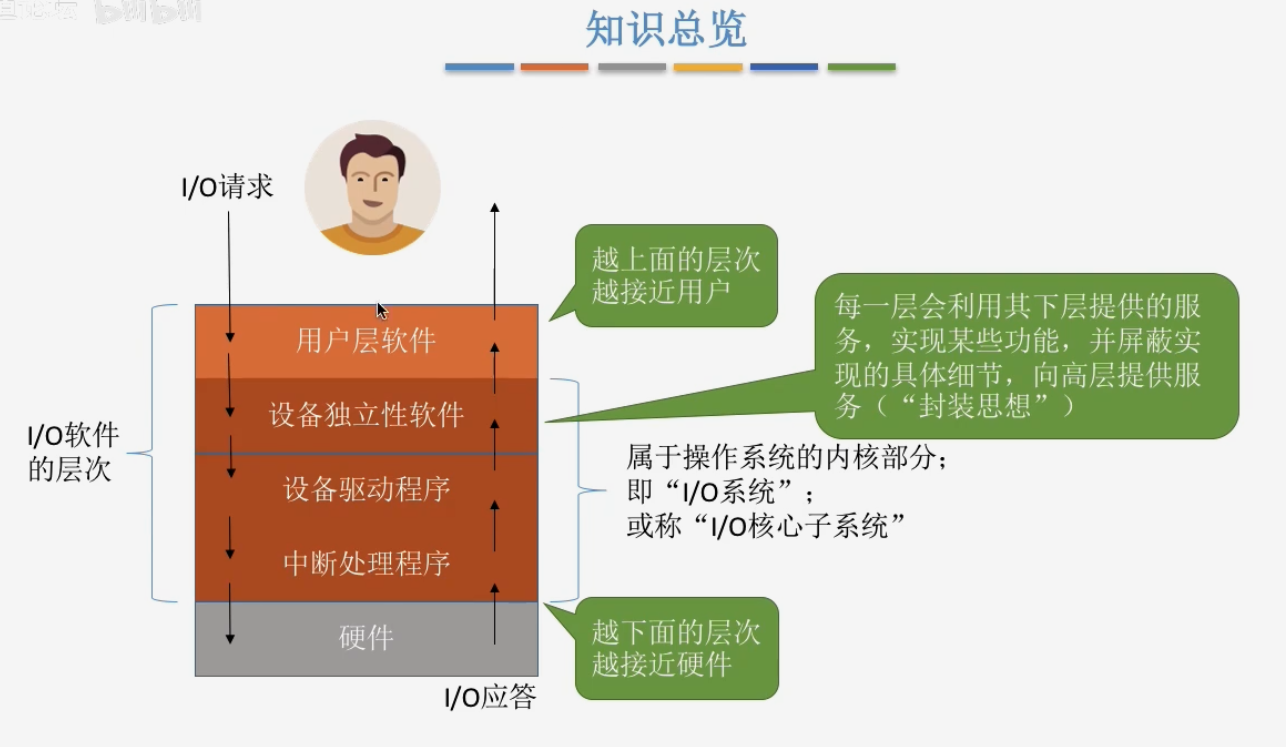 知识总览
I/O请求
越上面的层次
越接近用户
每一层会利用其下层提供的服
务，实现某些功能，并屏蔽实
现的具体细节，向高层提供服
务（“封装思想”）
用户层软件
设备独立性软件
I/O软件
的层次
属于操作系统的内核部分；
即“I/O系统”；
或称“I/O核心子系统”
设备驱动程序
中断处理程序
越下面的层次
越接近硬件
硬件
I/O应答